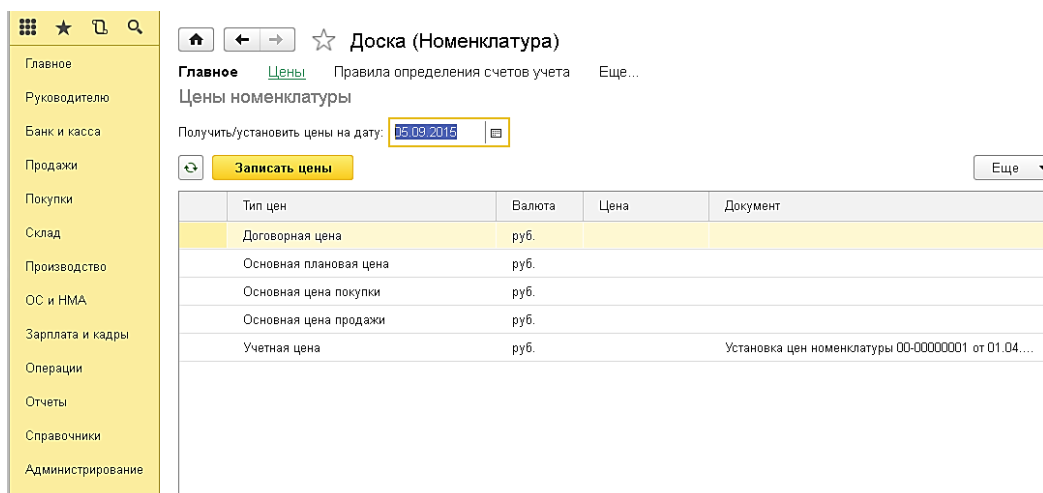 Главное
Руководителю
Банк и касса
Продажи
Покупки
Склад
Производство
ОС и НМА
Зарплата и кадры
Операции
Отчеты
Справочники
Администрирование
Доска (Номенклатура)
Главное Цены Правила определения счетов учета Еще...
Цены номенклатуры
Получить/установить цены на дату: 05.09.2015
Записать цены Еще
Тип цен Валюта Цена Документ
Договорная цена руб.
Основная плановая цена руб.
Основная цена покупки руб.
Основная цена продажи руб.
Учетная цена руб. Установка цен номенклатуры 00-00000001 от 01.04....